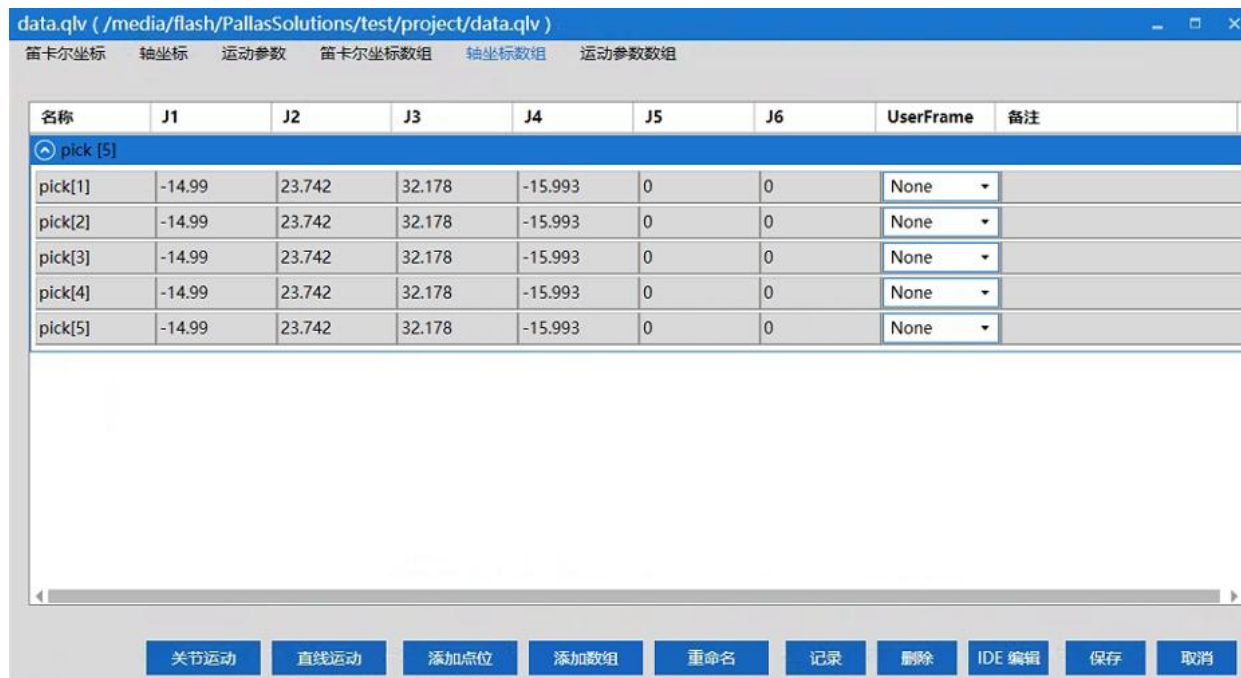 data.qlv ( /media/flash/PallasSolutions/test/project/data.qlv )
笛卡尔坐标 轴坐标 运动参数 笛卡尔坐标数组 轴坐标数组 运动参数数组
名称 J1 J2 J3 J4 J5 J6 UserFrame 备注
pick [5]
pick[1] -14.99 23.742 32.178 -15.993 0 0 None
pick[2] -14.99 23.742 32.178 -15.993 0 0 None
pick[3] -14.99 23.742 32.178 -15.993 0 0 None
pick[4] -14.99 23.742 32.178 -15.993 0 0 None
pick[5] -14.99 23.742 32.178 -15.993 0 0 None
关节运动 直线运动 添加点位 添加数组 重命名 记录 删除 IDE 编辑 保存 取消